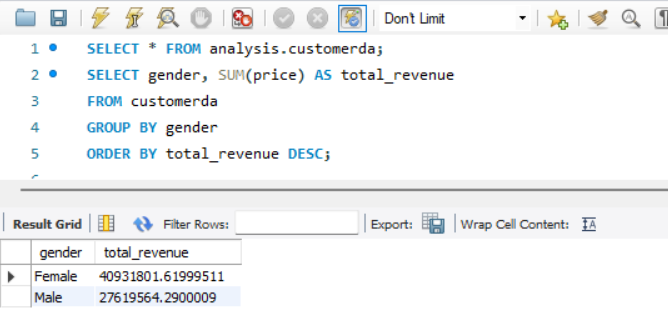 Don't Limit
1 SELECT * FROM analysis.customerda;
2 SELECT gender, SUM(price) AS total_revenue
3 FROM customerda
4 GROUP BY gender
5 ORDER BY total_revenue DESC;
Result Grid Filter Rows: Export: Wrap Cell Content:
gender total_revenue
Female 40931801.61999511
Male 27619564.2900009